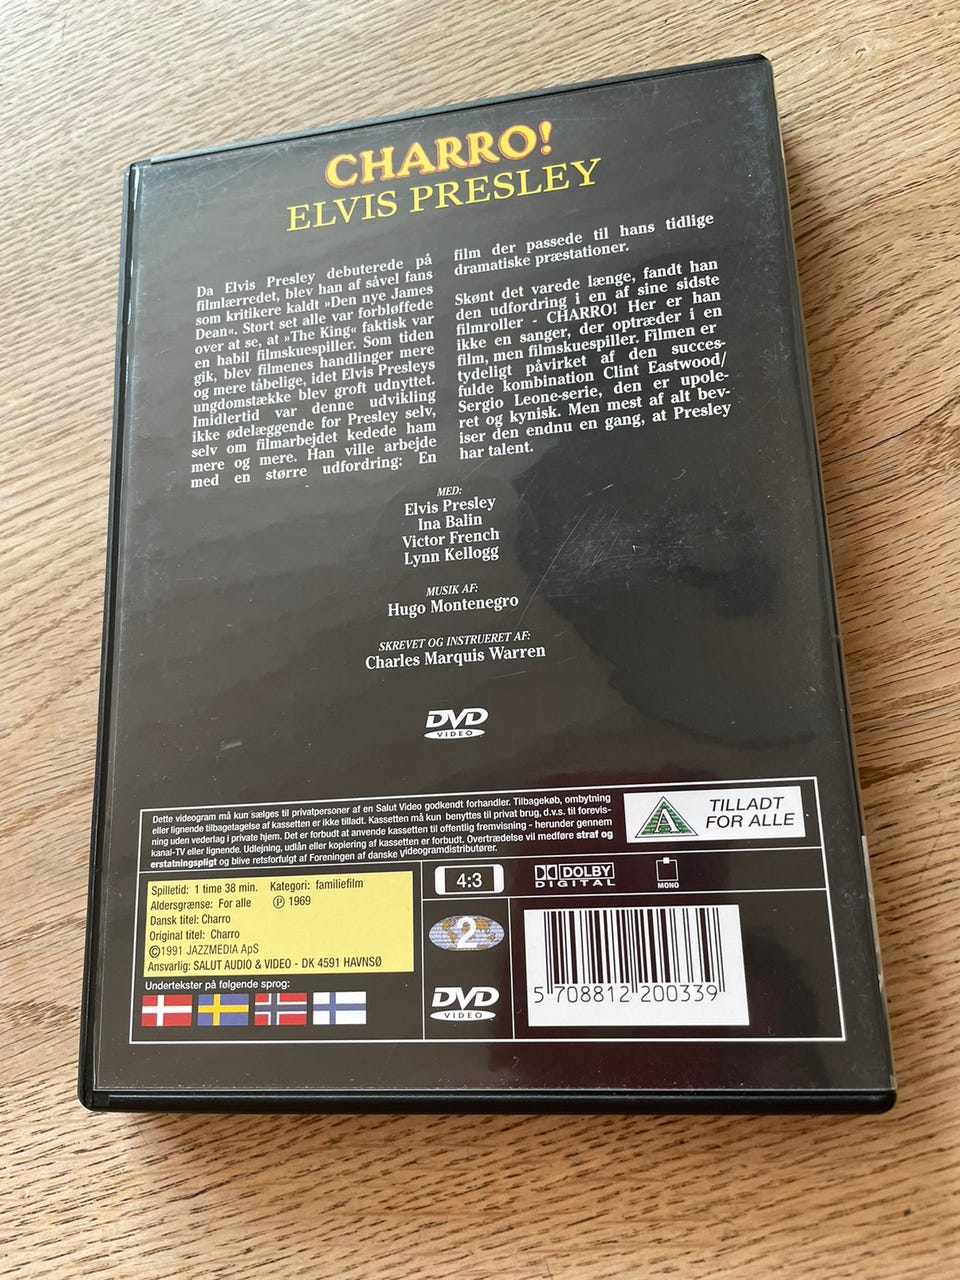 CHARRO!
ELVIS PRESLEY
Da Elvis Presley debuterede på
filmlærredet, blev han af såvel fans
som kritikere kaldt »Den nye James
Dean«. Stort set alle var forbløffede
over at se, at »The King« faktisk var
en habil filmskuespiller. Som tiden
gik, blev filmenes handlinger mere
og mere tåbelige, idet Elvis Presleys
ungdomstække blev groft udnyttet.
Imidlertid var denne udvikling
ikke ødelæggende for Presley selv,
selv om filmarbejdet kedede ham
mere og mere. Han ville arbejde
med en større udfordring: En
film der passede til hans tidlige
dramatiske præstationer.
Skønt det varede længe, fandt han
den udfordring i en af sine sidste
filmroller - CHARRO! Her er han
ikke en sanger, der optræder i en
film, men filmskuespiller. Filmen er
tydeligt påvirket af den succes-
fulde kombination Clint Eastwood/
Sergio Leone-serie, den er upole-
ret og kynisk. Men mest af alt bev-
iser den endnu en gang, at Presley
har talent.
MED:
Elvis Presley
Ina Balin
Victor French
Lynn Kellogg
MUSIK AF:
Hugo Montenegro
SKREVET OG INSTRUERET AF:
Charles Marquis Warren
DVD
VIDEO
Dette videogram må kun sælges til privatpersoner af en Salut Video godkendt forhandler. Tilbagekøb, ombytning
eller lignende tilbagetagelse af kassetten er ikke tilladt. Kassetten må kun benyttes til privat brug, d.v.s. til forevis-
ning uden vederlag i private hjem. Det er forbudt at anvende kassetten til offentlig fremvisning - herunder gennem
kanal-TV eller lignende. Udlejning, udlån eller kopiering af kassetten er forbudt. Overtrædelse vil medføre straf og
erstatningspligt og blive retsforfulgt af Foreningen af danske Videogramdistributører.
A
TILLADT
FOR ALLE
Spilletid: 1 time 38 min. Kategori: familiefilm
Aldersgrænse: For alle ℗ 1969
Dansk titel: Charro
Original titel: Charro
©1991 JAZZMEDIA ApS
Ansvarlig: SALUT AUDIO & VIDEO - DK 4591 HAVNSØ
Undertekster på følgende sprog:
4:3
DOLBY
DIGITAL
MONO
2
DVD
VIDEO
5 708812 200339